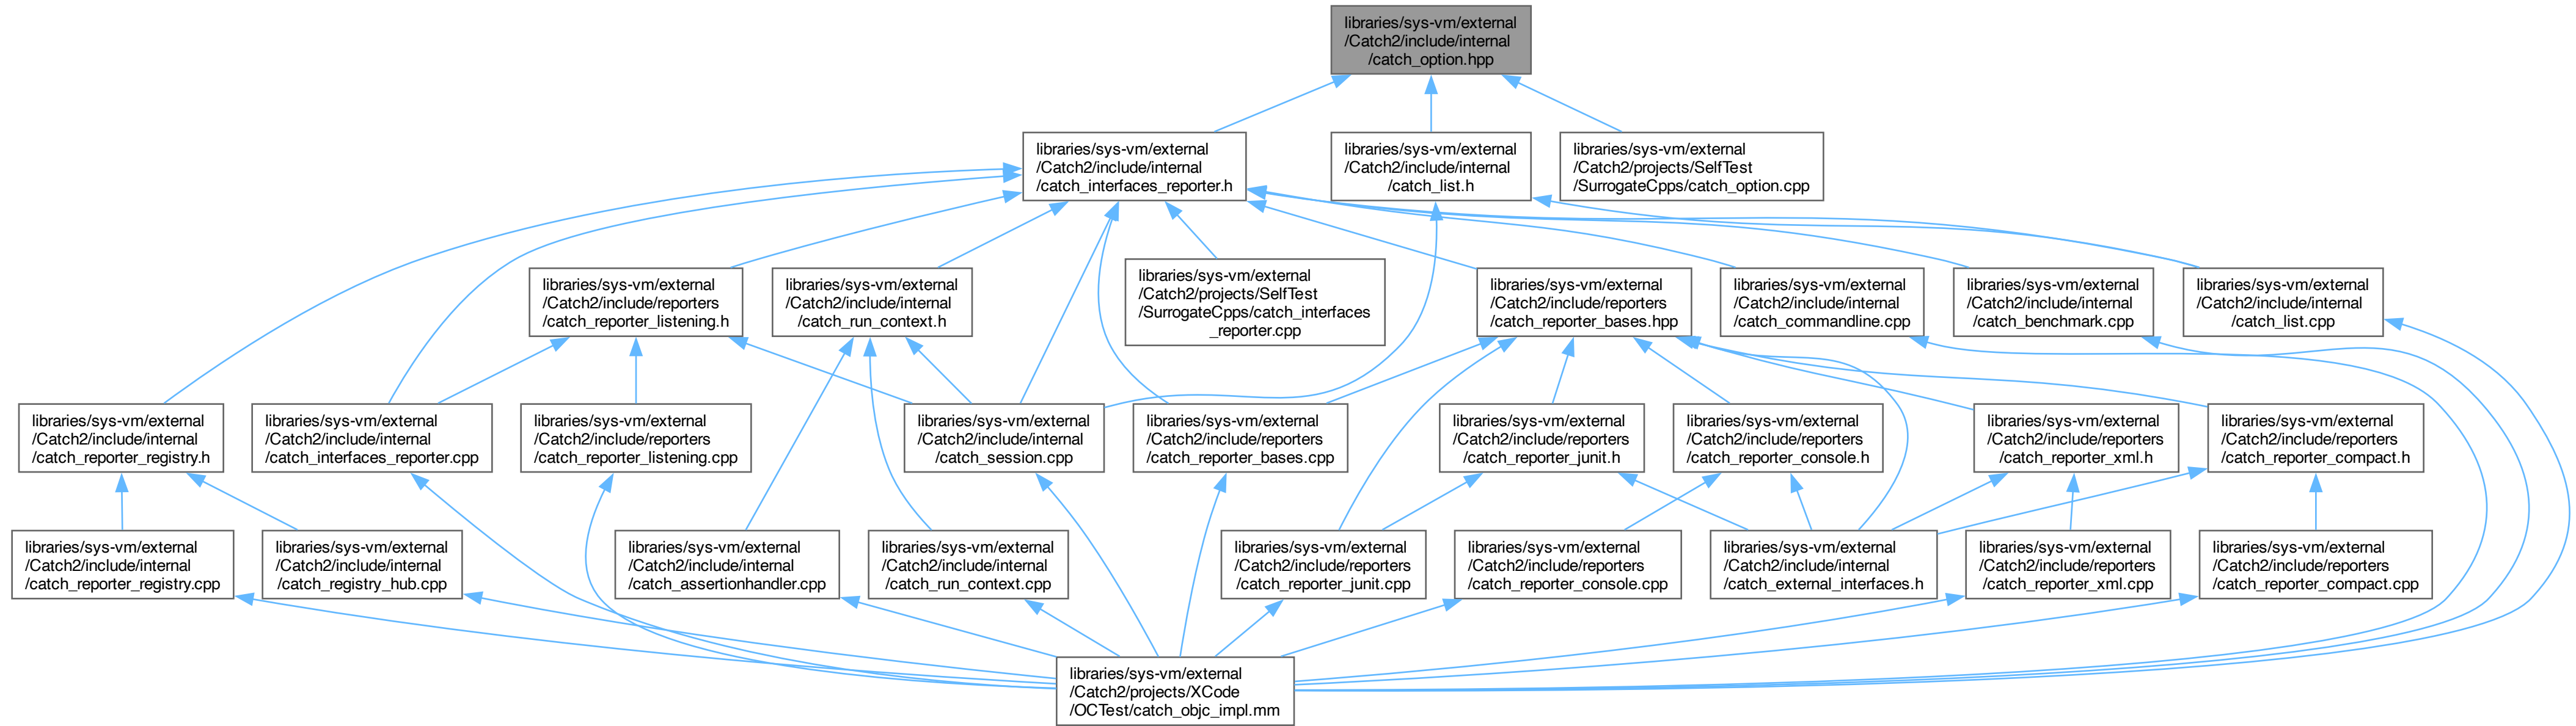 libraries/sys-vm/external
/Catch2/include/internal
/catch_option.hpp
libraries/sys-vm/external
/Catch2/include/internal
/catch_interfaces_reporter.h
libraries/sys-vm/external
/Catch2/include/internal
/catch_list.h
libraries/sys-vm/external
/Catch2/projects/SelfTest
/SurrogateCpps/catch_option.cpp
libraries/sys-vm/external
/Catch2/include/reporters
/catch_reporter_listening.h
libraries/sys-vm/external
/Catch2/include/internal
/catch_run_context.h
libraries/sys-vm/external
/Catch2/projects/SelfTest
/SurrogateCpps/catch_interfaces
_reporter.cpp
libraries/sys-vm/external
/Catch2/include/reporters
/catch_reporter_bases.hpp
libraries/sys-vm/external
/Catch2/include/internal
/catch_commandline.cpp
libraries/sys-vm/external
/Catch2/include/internal
/catch_benchmark.cpp
libraries/sys-vm/external
/Catch2/include/internal
/catch_list.cpp
libraries/sys-vm/external
/Catch2/include/internal
/catch_reporter_registry.h
libraries/sys-vm/external
/Catch2/include/internal
/catch_interfaces_reporter.cpp
libraries/sys-vm/external
/Catch2/include/reporters
/catch_reporter_listening.cpp
libraries/sys-vm/external
/Catch2/include/internal
/catch_session.cpp
libraries/sys-vm/external
/Catch2/include/reporters
/catch_reporter_bases.cpp
libraries/sys-vm/external
/Catch2/include/reporters
/catch_reporter_junit.h
libraries/sys-vm/external
/Catch2/include/reporters
/catch_reporter_console.h
libraries/sys-vm/external
/Catch2/include/reporters
/catch_reporter_xml.h
libraries/sys-vm/external
/Catch2/include/reporters
/catch_reporter_compact.h
libraries/sys-vm/external
/Catch2/include/internal
/catch_reporter_registry.cpp
libraries/sys-vm/external
/Catch2/include/internal
/catch_registry_hub.cpp
libraries/sys-vm/external
/Catch2/include/internal
/catch_assertionhandler.cpp
libraries/sys-vm/external
/Catch2/include/internal
/catch_run_context.cpp
libraries/sys-vm/external
/Catch2/include/reporters
/catch_reporter_junit.cpp
libraries/sys-vm/external
/Catch2/include/reporters
/catch_reporter_console.cpp
libraries/sys-vm/external
/Catch2/include/internal
/catch_external_interfaces.h
libraries/sys-vm/external
/Catch2/include/reporters
/catch_reporter_xml.cpp
libraries/sys-vm/external
/Catch2/include/reporters
/catch_reporter_compact.cpp
libraries/sys-vm/external
/Catch2/projects/XCode
/OCTest/catch_objc_impl.mm